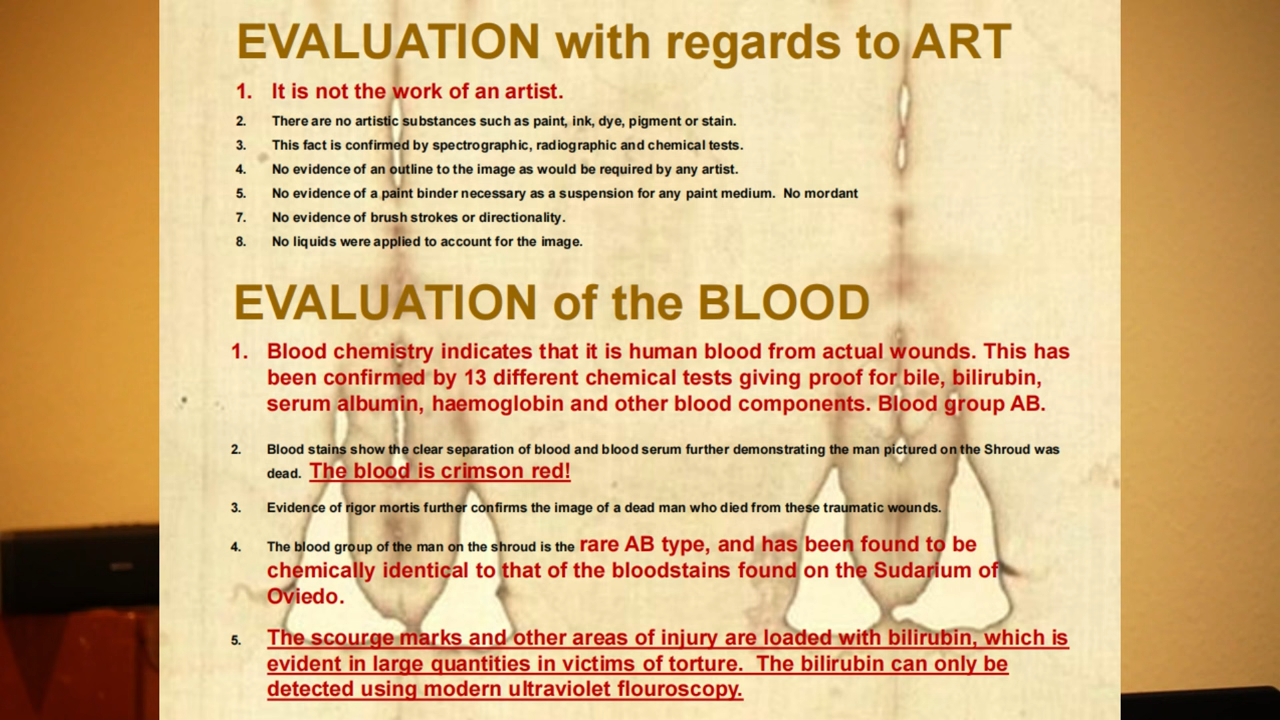 EVALUATION with regards to ART
1. It is not the work of an artist.
2. There are no artistic substances such as paint, ink, dye, pigment or stain.
3. This fact is confirmed by spectrographic, radiographic and chemical tests.
4. No evidence of an outline to the image as would be required by any artist.
5. No evidence of a paint binder necessary as a suspension for any paint medium. No mordant
7. No evidence of brush strokes or directionality.
8. No liquids were applied to account for the image.
EVALUATION of the BLOOD
1. Blood chemistry indicates that it is human blood from actual wounds. This has
been confirmed by 13 different chemical tests giving proof for bile, bilirubin,
serum albumin, haemoglobin and other blood components. Blood group AB.
2. Blood stains show the clear separation of blood and blood serum further demonstrating the man pictured on the Shroud was
dead. The blood is crimson red!
3. Evidence of rigor mortis further confirms the image of a dead man who died from these traumatic wounds.
4. The blood group of the man on the shroud is the rare AB type, and has been found to be
chemically identical to that of the bloodstains found on the Sudarium of
Oviedo.
5. The scourge marks and other areas of injury are loaded with bilirubin, which is
evident in large quantities in victims of torture. The bilirubin can only be
detected using modern ultraviolet flouroscopy.